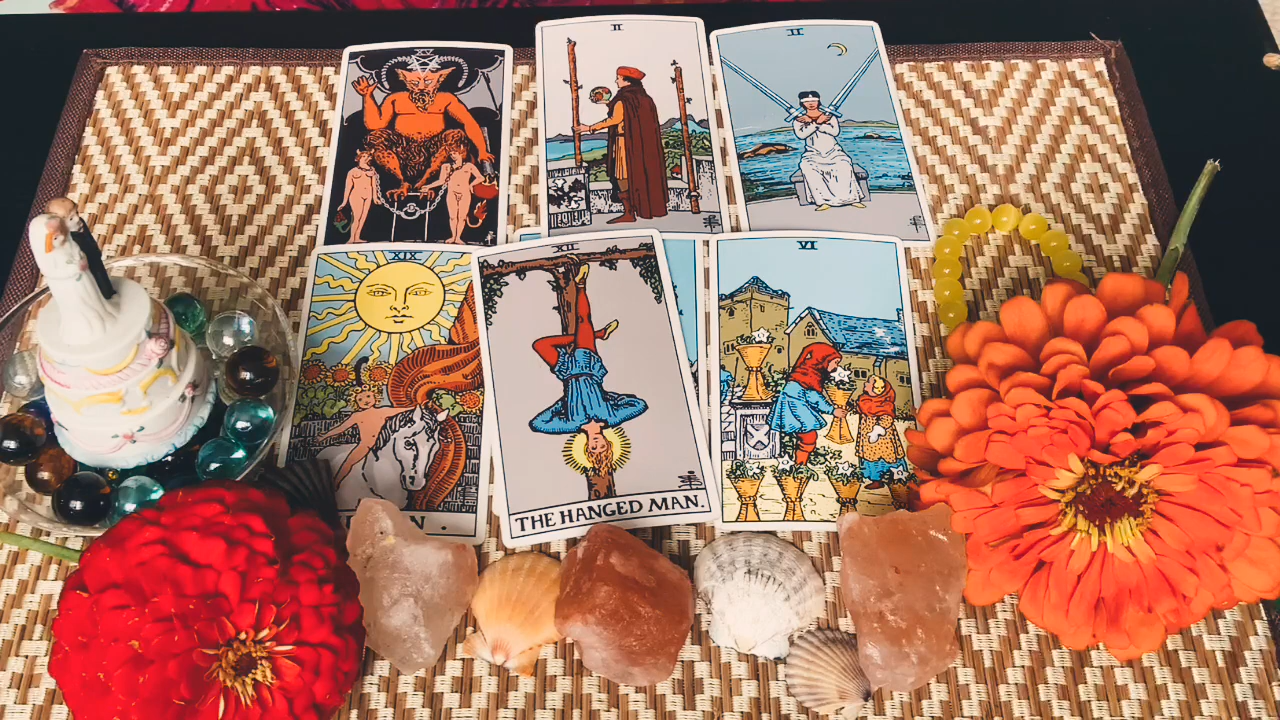 XV
II
II
XIX
XII
VI
THE HANGED MAN.
N .